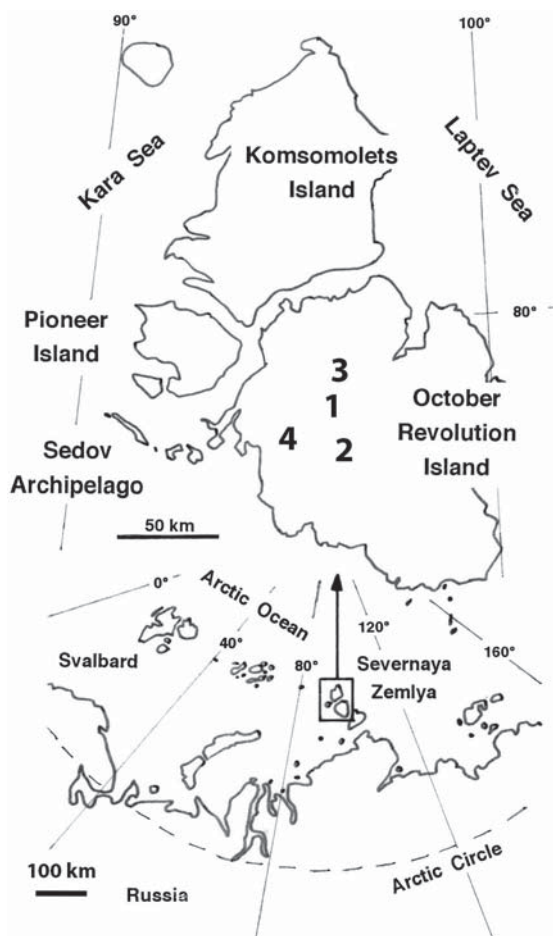 90°
100°
Kara Sea
Komsomolets
Island
Laptev Sea
Pioneer
Island
80°
3
1
October
Revolution
Island
4
2
Sedov
Archipelago
50 km
0°
Arctic Ocean
Svalbard
40°
80°
120°
Severnaya
Zemlya
160°
100 km
Russia
Arctic Circle